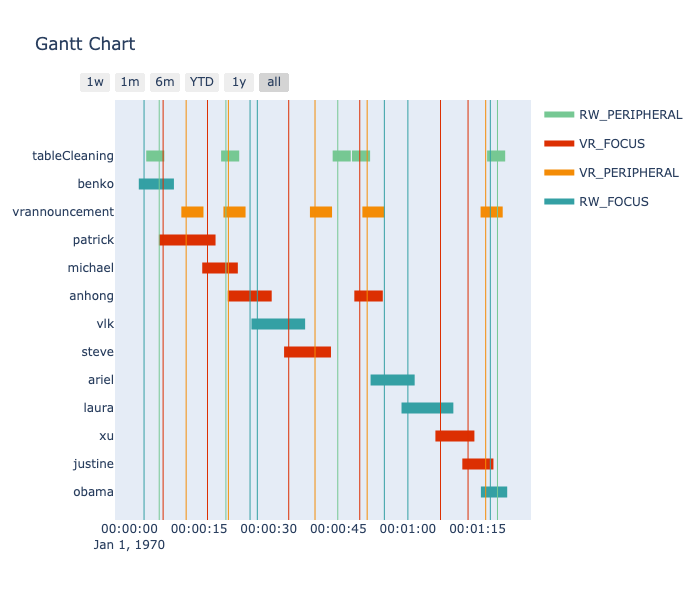 Gantt Chart
1w 1m 6m YTD 1y all
RW_PERIPHERAL
VR_FOCUS
VR_PERIPHERAL
RW_FOCUS
tableCleaning
benko
vrannouncement
patrick
michael
anhong
vlk
steve
ariel
laura
xu
justine
obama
00:00:00 00:00:15 00:00:30 00:00:45 00:01:00 00:01:15
Jan 1, 1970